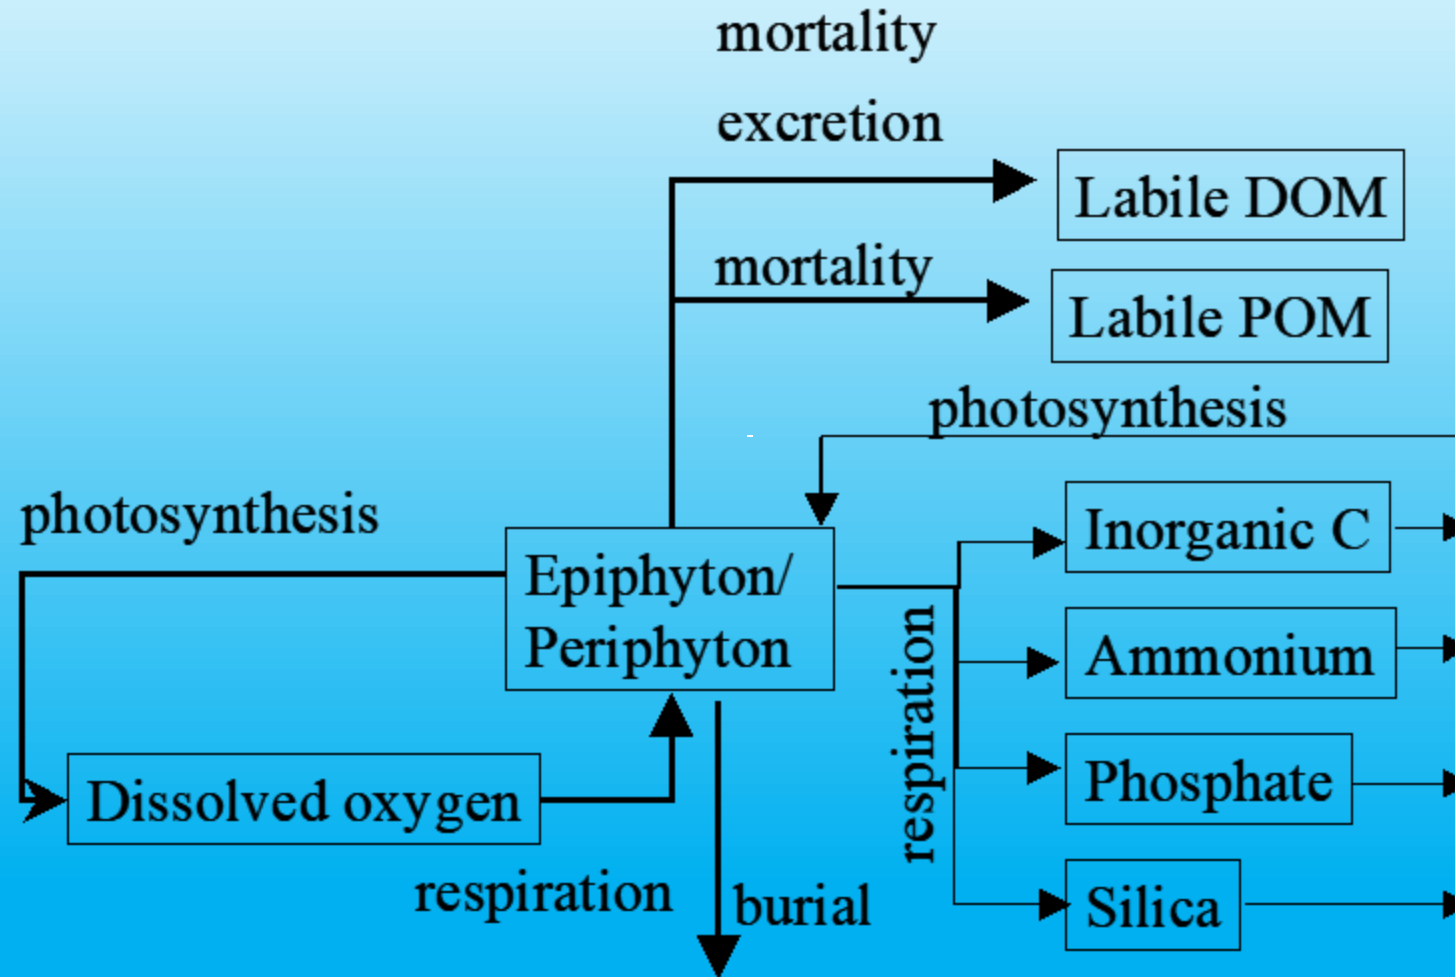 mortality
excretion
Labile DOM
mortality
Labile POM
photosynthesis
photosynthesis
Inorganic C
Epiphyton/
Periphyton
respiration
Ammonium
Phosphate
Dissolved oxygen
respiration
burial
Silica